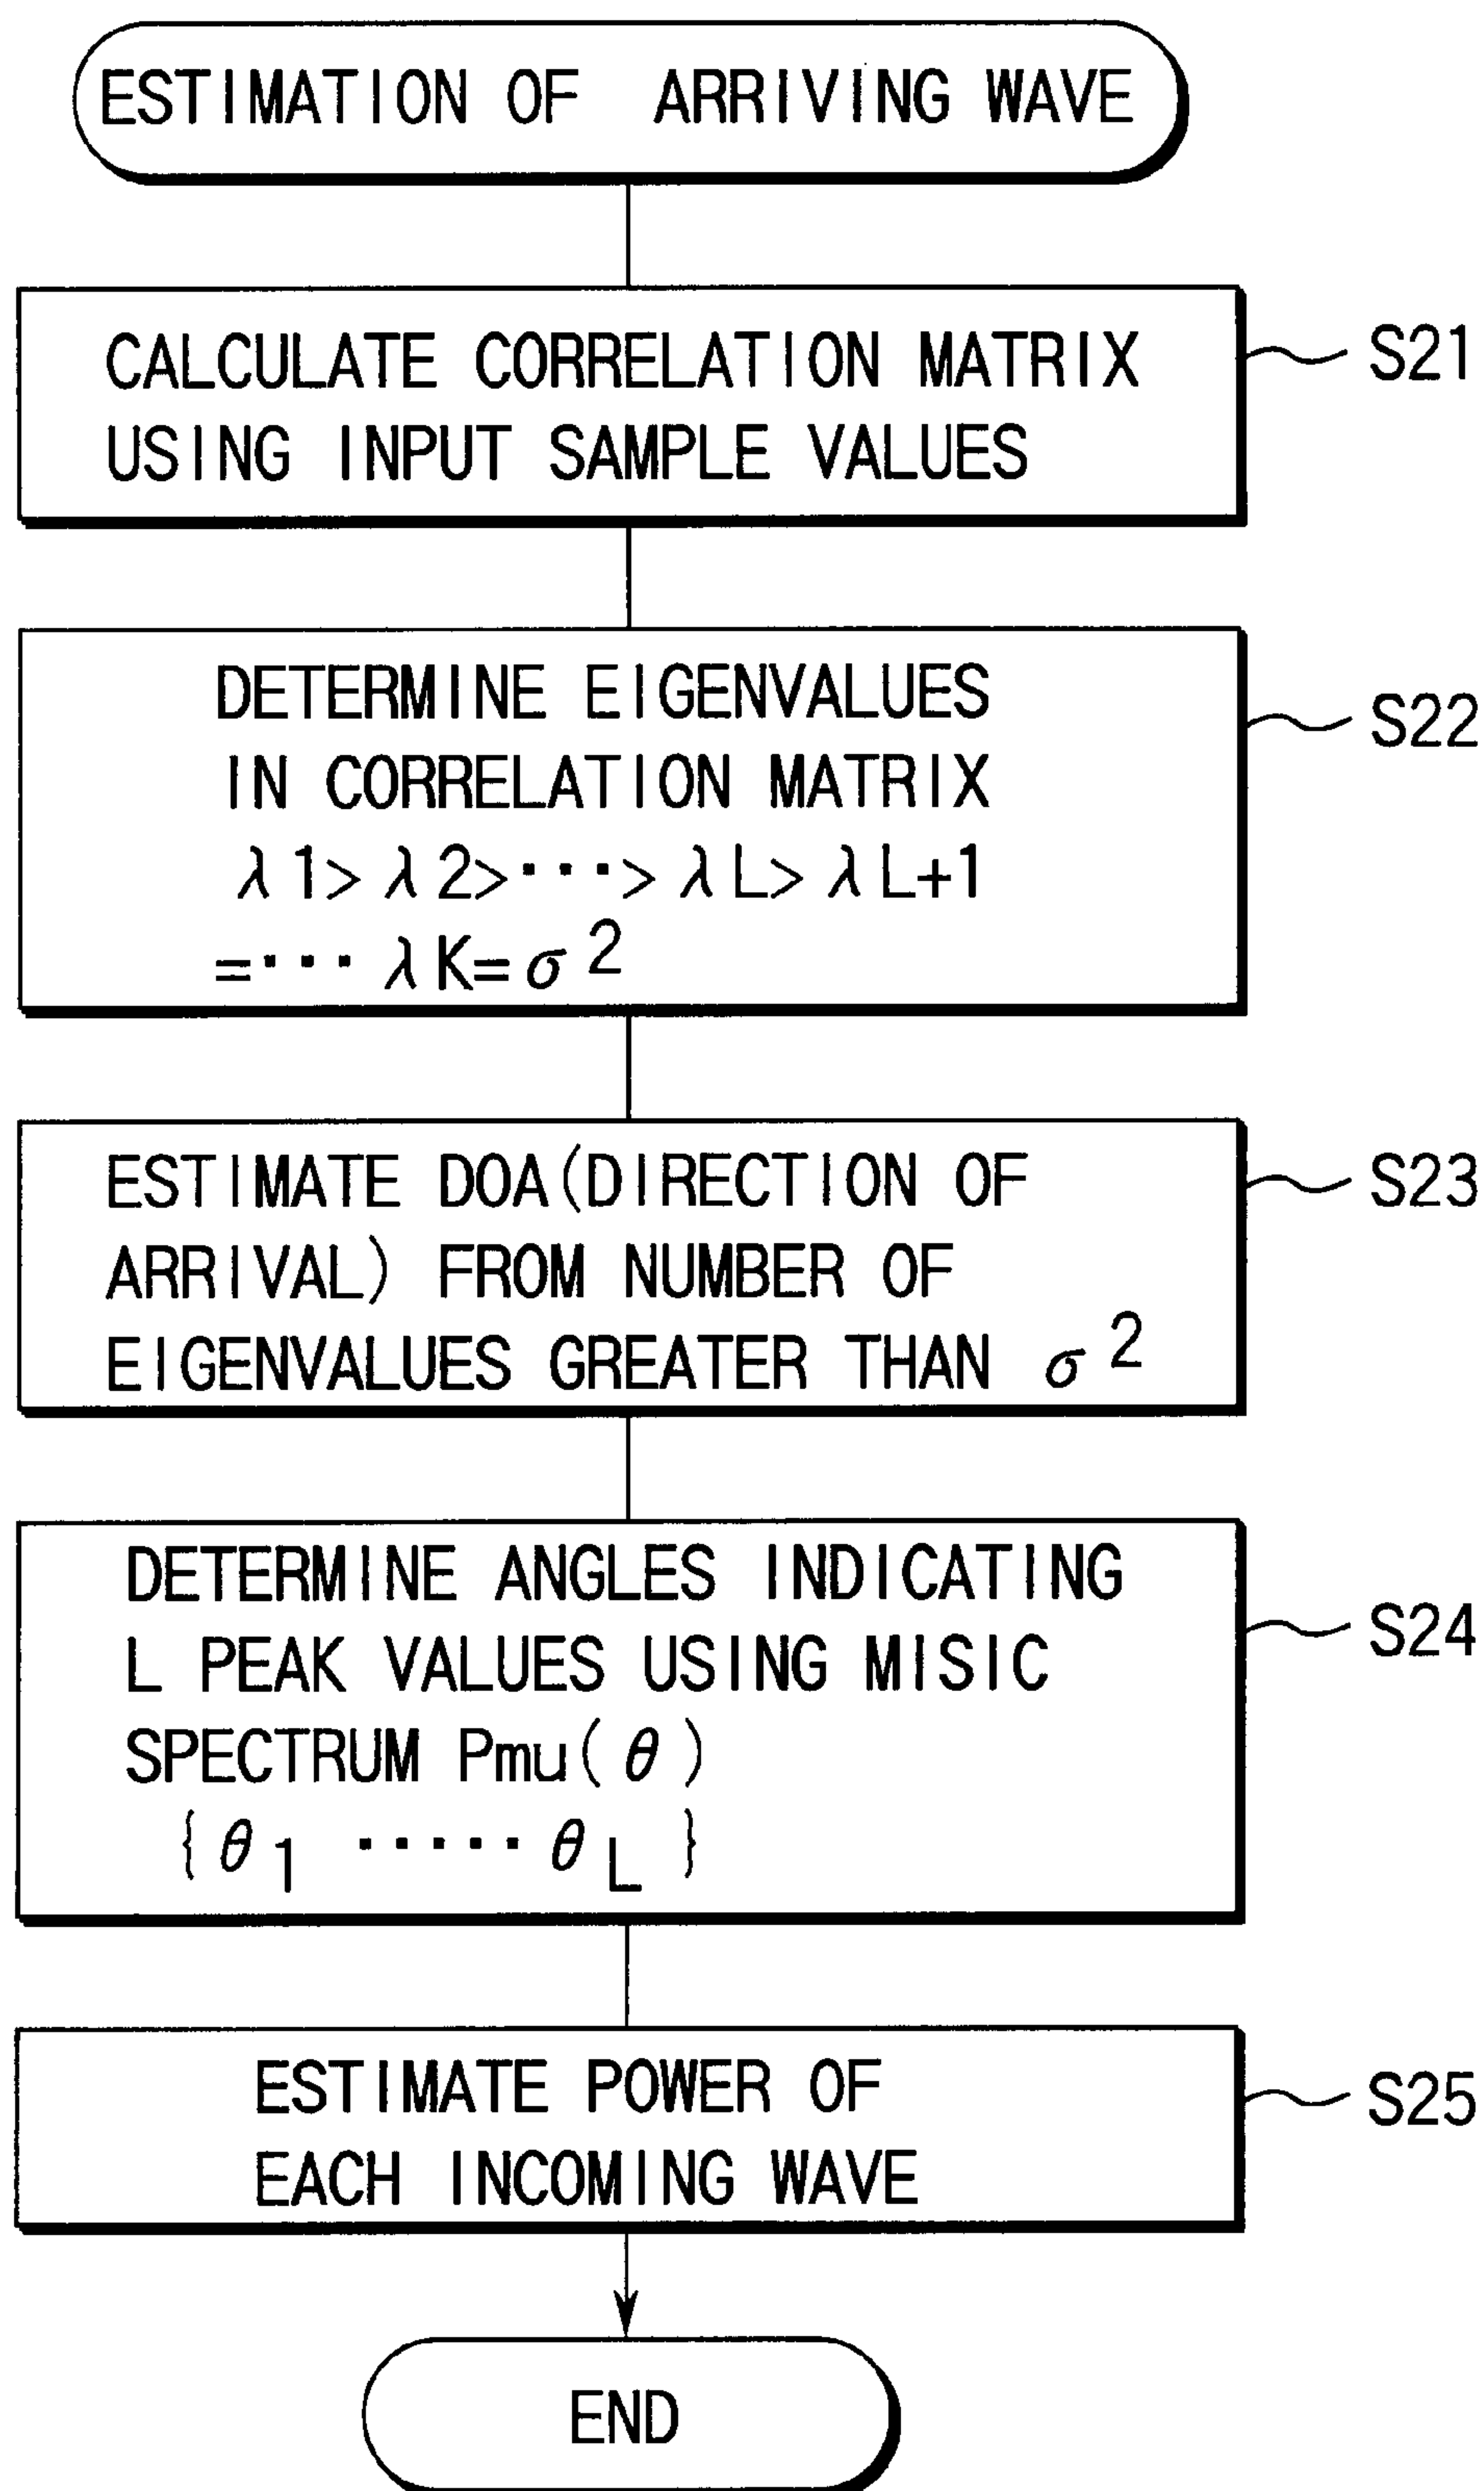 ESTIMATION OF ARRIVING WAVE
CALCULATE CORRELATION MATRIX
USING INPUT SAMPLE VALUES
S21
DETERMINE EIGENVALUES
IN CORRELATION MATRIX
λ1> λ2>···> λL> λL+1
=··· λK=σ²
S22
ESTIMATE DOA(DIRECTION OF
ARRIVAL) FROM NUMBER OF
EIGENVALUES GREATER THAN σ²
S23
DETERMINE ANGLES INDICATING
L PEAK VALUES USING MISIC
SPECTRUM Pmu(θ)
{θ1 ····· θL}
S24
ESTIMATE POWER OF
EACH INCOMING WAVE
S25
END